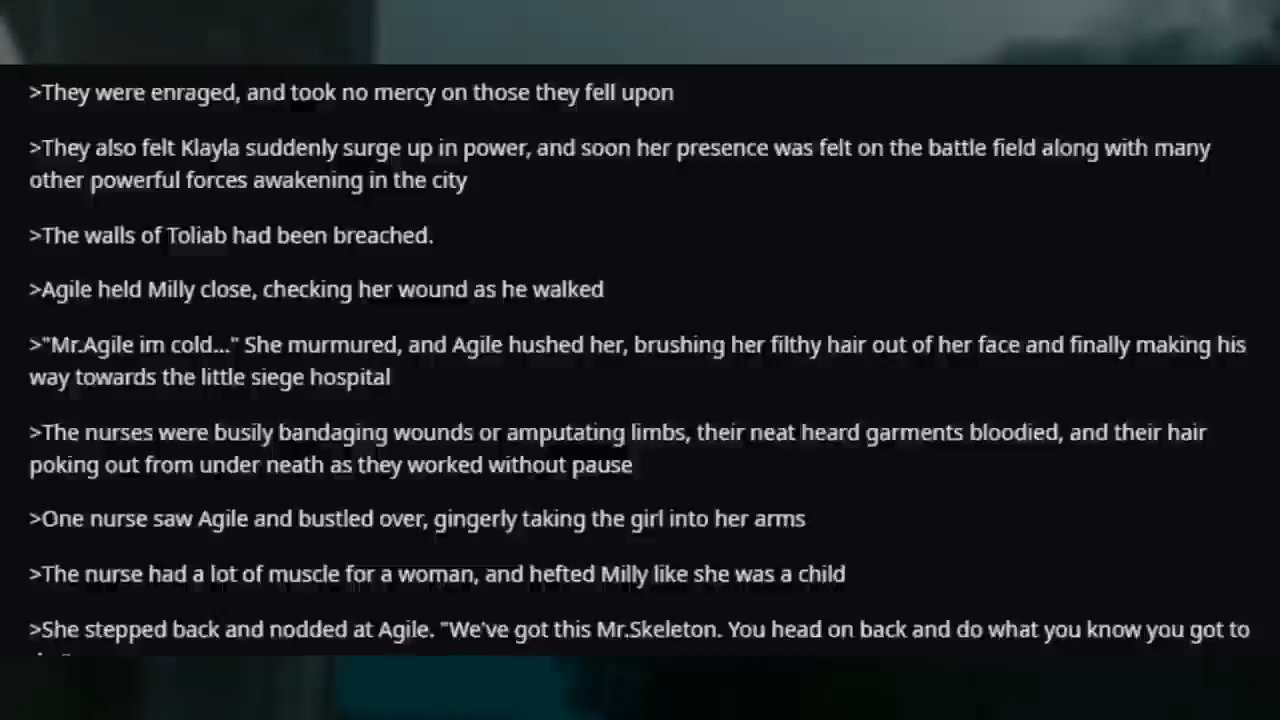 >They were enraged, and took no mercy on those they fell upon
>They also felt Klayla suddenly surge up in power, and soon her presence was felt on the battle field along with many
other powerful forces awakening in the city
>The walls of Toliab had been breached.
>Agile held Milly close, checking her wound as he walked
>"Mr.Agile im cold..." She murmured, and Agile hushed her, brushing her filthy hair out of her face and finally making his
way towards the little siege hospital
>The nurses were busily bandaging wounds or amputating limbs, their neat heard garments bloodied, and their hair
poking out from under neath as they worked without pause
>One nurse saw Agile and bustled over, gingerly taking the girl into her arms
>The nurse had a lot of muscle for a woman, and hefted Milly like she was a child
>She stepped back and nodded at Agile. "We've got this Mr.Skeleton. You head on back and do what you know you got to